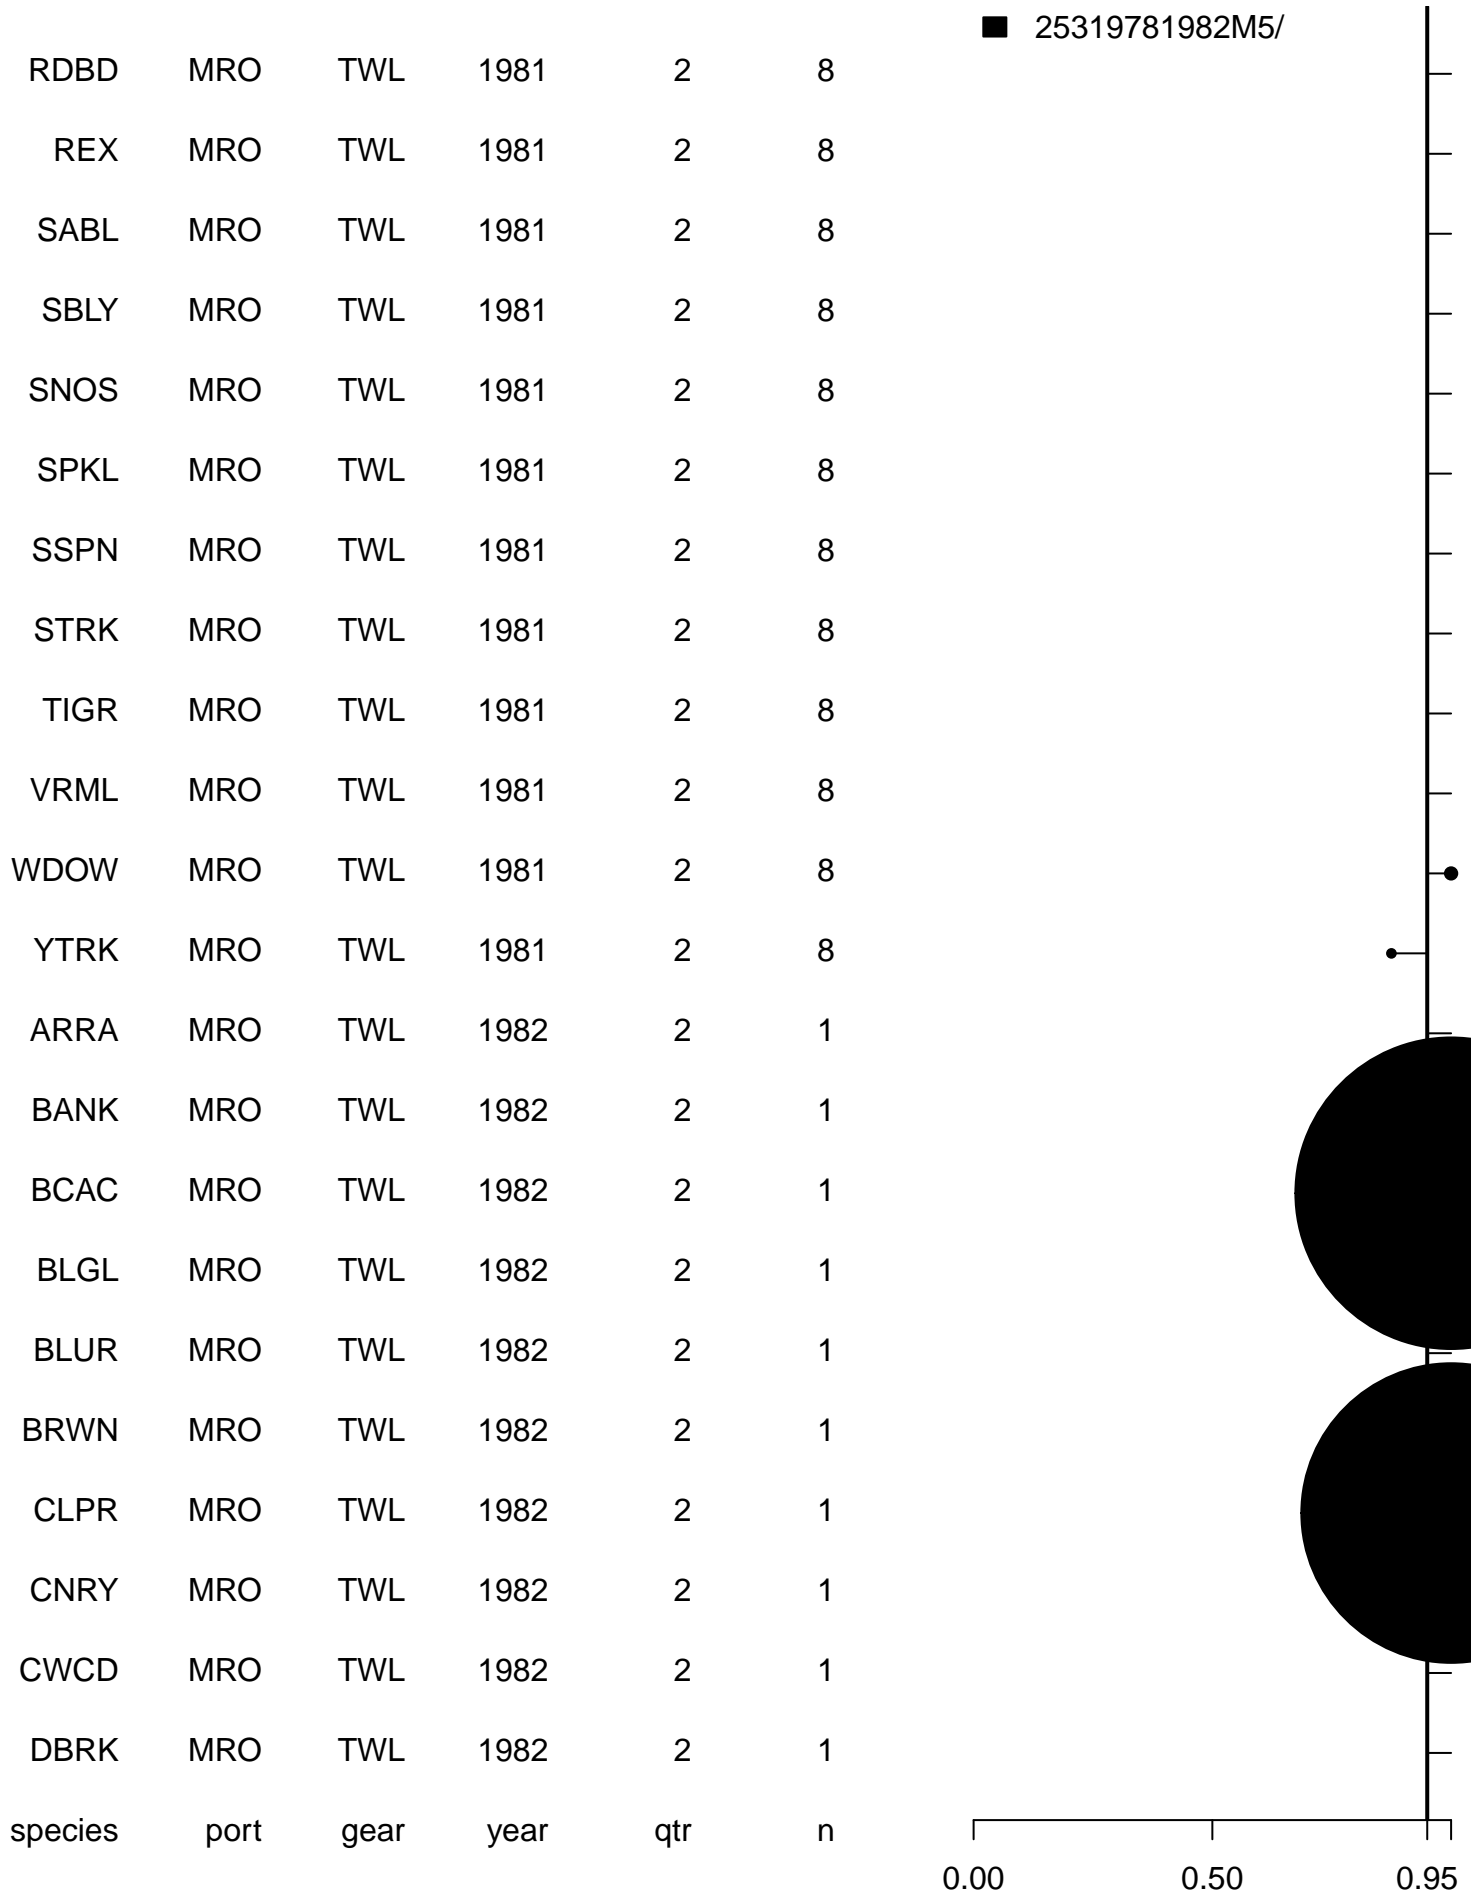 25319781982M5/
RDBD MRO TWL 1981 2 8
REX MRO TWL 1981 2 8
SABL MRO TWL 1981 2 8
SBLY MRO TWL 1981 2 8
SNOS MRO TWL 1981 2 8
SPKL MRO TWL 1981 2 8
SSPN MRO TWL 1981 2 8
STRK MRO TWL 1981 2 8
TIGR MRO TWL 1981 2 8
VRML MRO TWL 1981 2 8
WDOW MRO TWL 1981 2 8
YTRK MRO TWL 1981 2 8
ARRA MRO TWL 1982 2 1
BANK MRO TWL 1982 2 1
BCAC MRO TWL 1982 2 1
BLGL MRO TWL 1982 2 1
BLUR MRO TWL 1982 2 1
BRWN MRO TWL 1982 2 1
CLPR MRO TWL 1982 2 1
CNRY MRO TWL 1982 2 1
CWCD MRO TWL 1982 2 1
DBRK MRO TWL 1982 2 1
species port gear year qtr n
0.00 0.50 0.95